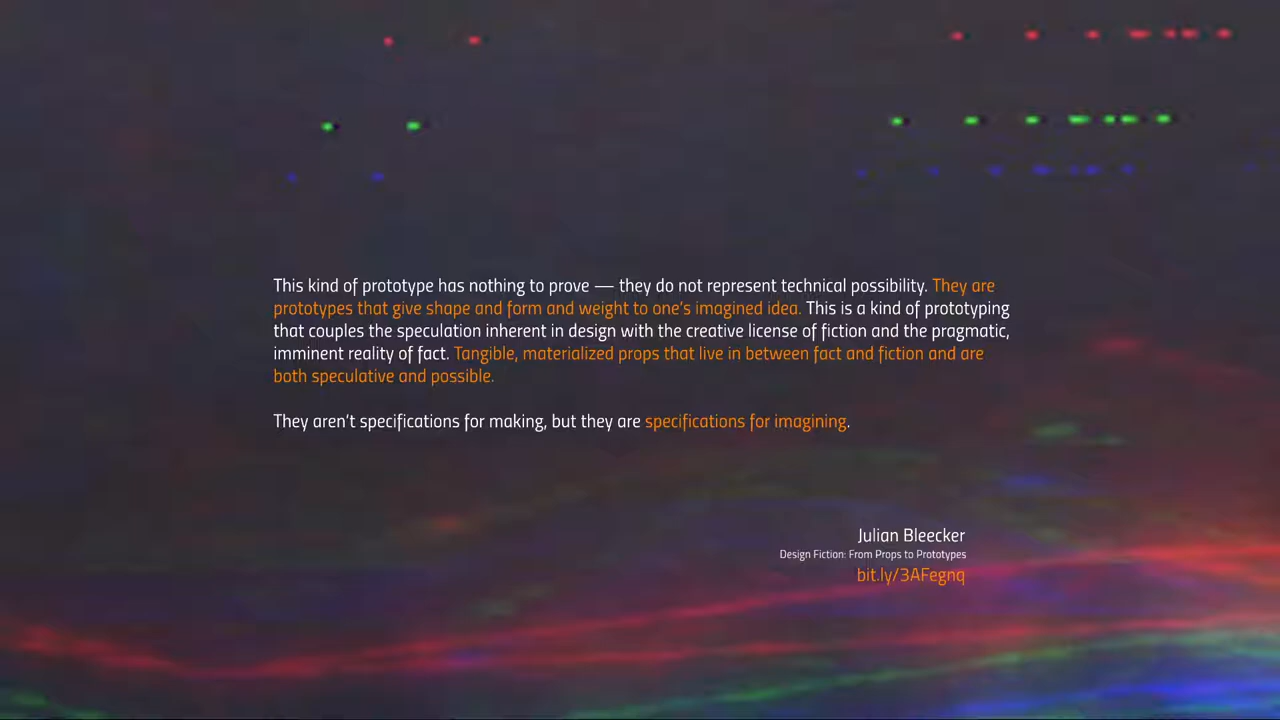 This kind of prototype has nothing to prove — they do not represent technical possibility. They are
prototypes that give shape and form and weight to one's imagined idea. This is a kind of prototyping
that couples the speculation inherent in design with the creative license of fiction and the pragmatic,
imminent reality of fact. Tangible, materialized props that live in between fact and fiction and are
both speculative and possible.
They aren't specifications for making, but they are specifications for imagining.
Julian Bleecker
Design Fiction: From Props to Prototypes
bit.ly/3AFegnq